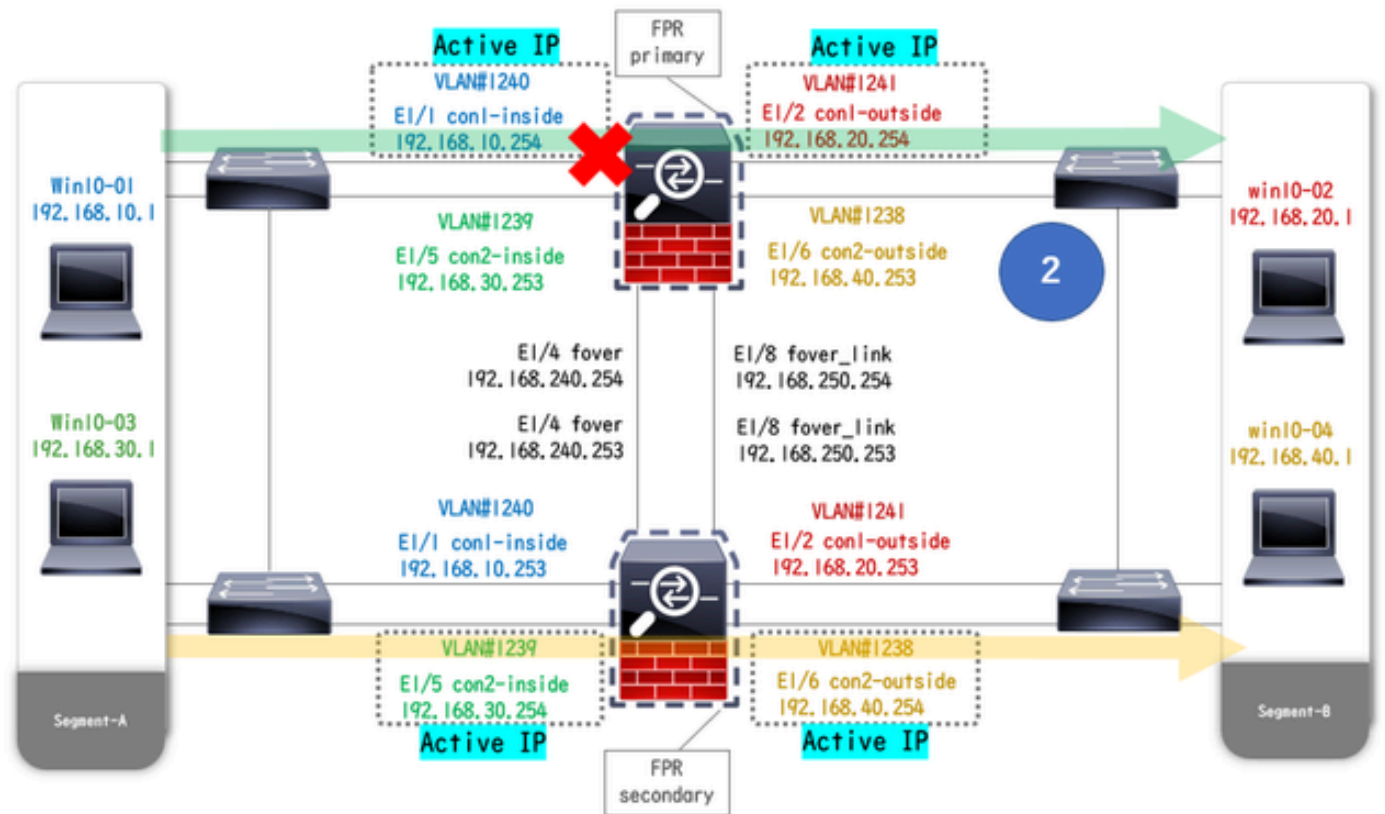 FPR
primary
Active IP
VLAN#1240
E1/1 con1-inside
192.168.10.254
Active IP
VLAN#1241
E1/2 con1-outside
192.168.20.254
Win10-01
192.168.10.1
win10-02
192.168.20.1
VLAN#1239
E1/5 con2-inside
192.168.30.253
VLAN#1238
E1/6 con2-outside
192.168.40.253
2
E1/4 fover
192.168.240.254
E1/8 fover_link
192.168.250.254
E1/4 fover
192.168.240.253
E1/8 fover_link
192.168.250.253
Win10-03
192.168.30.1
win10-04
192.168.40.1
VLAN#1240
E1/1 con1-inside
192.168.10.253
VLAN#1241
E1/2 con1-outside
192.168.20.253
VLAN#1239
E1/5 con2-inside
192.168.30.254
Active IP
VLAN#1238
E1/6 con2-outside
192.168.40.254
Active IP
Segment-A
Segment-B
FPR
secondary